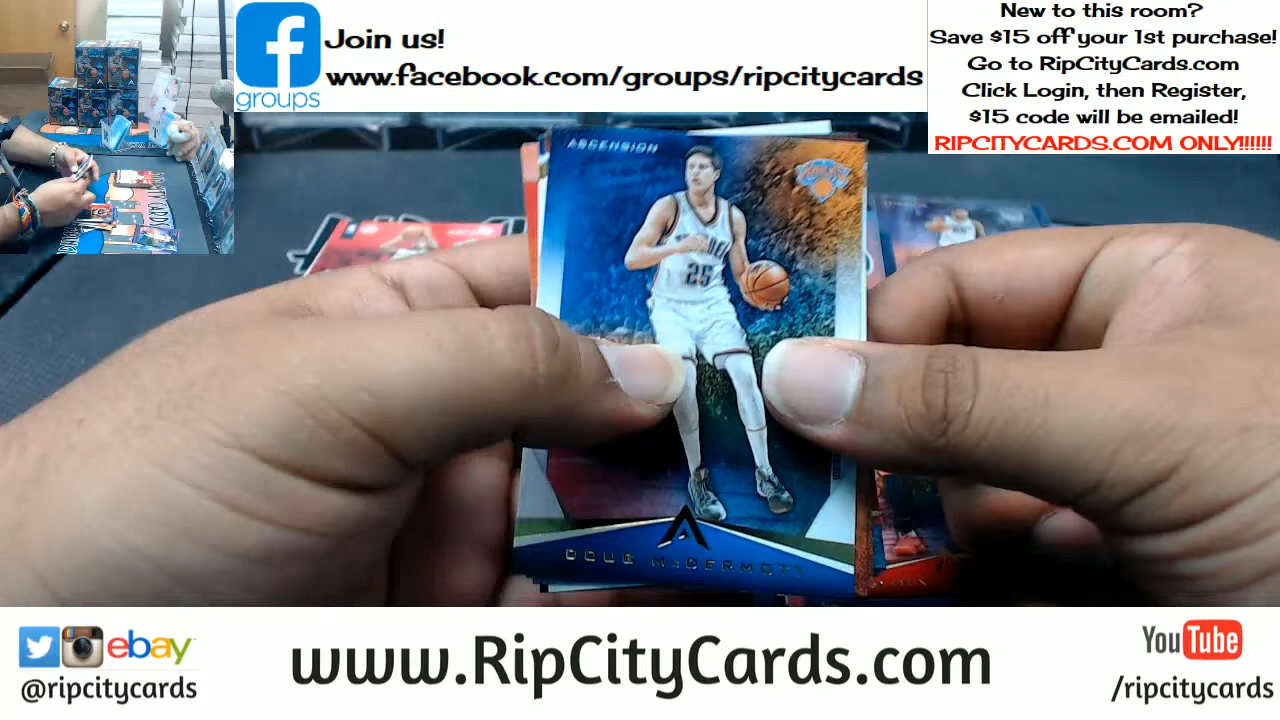 Join us!
www.facebook.com/groups/ripcitycards
groups
New to this room?
Save $15 off your 1st purchase!
Go to RipCityCards.com
Click Login, then Register,
$15 code will be emailed!
RIPCITYCARDS.COM ONLY!!!!!!
ASCENSION
25
DOUG McDERMOTT
ebay
@ripcitycards
www.RipCityCards.com
YouTube
/ripcitycards